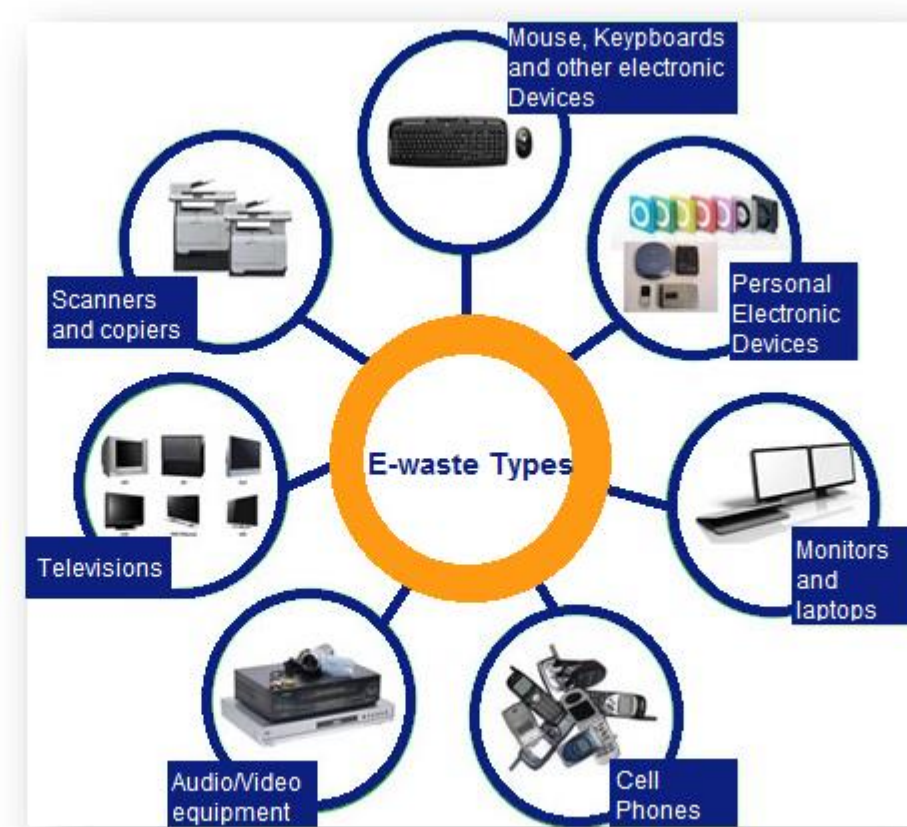 Mouse, Keypboards
and other electronic
Devices
Personal
Electronic
Devices
Scanners
and copiers
E-waste Types
Televisions
Monitors
and
laptops
Audio/Video
equipment
Cell
Phones